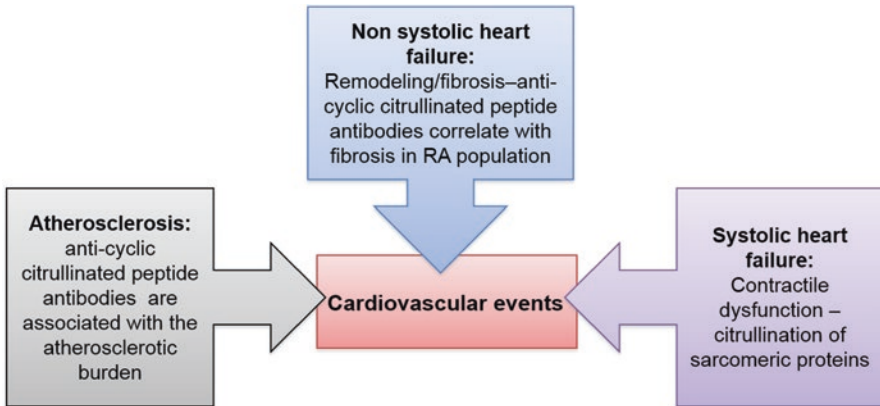 Non systolic heart
failure:
Remodeling/fibrosis–anti-
cyclic citrullinated peptide
antibodies correlate with
fibrosis in RA population
Atherosclerosis:
anti-cyclic
citrullinated peptide
antibodies are
associated with the
atherosclerotic
burden
Cardiovascular events
Systolic heart
failure:
Contractile
dysfunction –
citrullination of
sarcomeric proteins